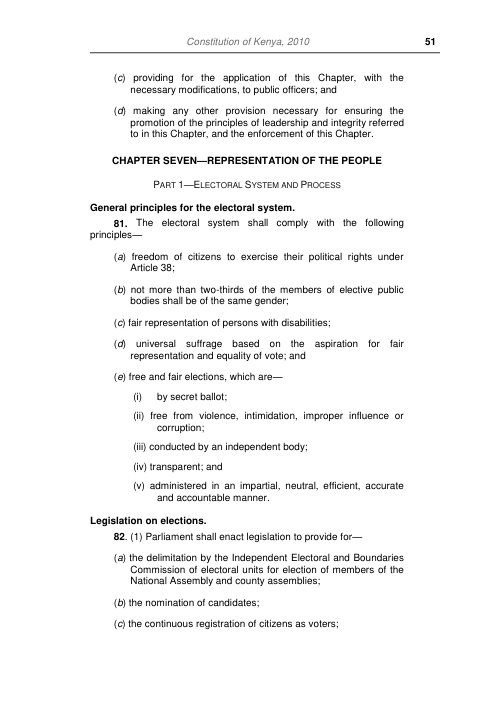 Constitution of Kenya, 2010 51
(c) providing for the application of this Chapter, with the
necessary modifications, to public officers; and
(d) making any other provision necessary for ensuring the
promotion of the principles of leadership and integrity referred
to in this Chapter, and the enforcement of this Chapter.
CHAPTER SEVEN—REPRESENTATION OF THE PEOPLE
PART 1—ELECTORAL SYSTEM AND PROCESS
General principles for the electoral system.
81. The electoral system shall comply with the following
principles—
(a) freedom of citizens to exercise their political rights under
Article 38;
(b) not more than two-thirds of the members of elective public
bodies shall be of the same gender;
(c) fair representation of persons with disabilities;
(d) universal suffrage based on the aspiration for fair
representation and equality of vote; and
(e) free and fair elections, which are—
(i) by secret ballot;
(ii) free from violence, intimidation, improper influence or
corruption;
(iii) conducted by an independent body;
(iv) transparent; and
(v) administered in an impartial, neutral, efficient, accurate
and accountable manner.
Legislation on elections.
82. (1) Parliament shall enact legislation to provide for—
(a) the delimitation by the Independent Electoral and Boundaries
Commission of electoral units for election of members of the
National Assembly and county assemblies;
(b) the nomination of candidates;
(c) the continuous registration of citizens as voters;